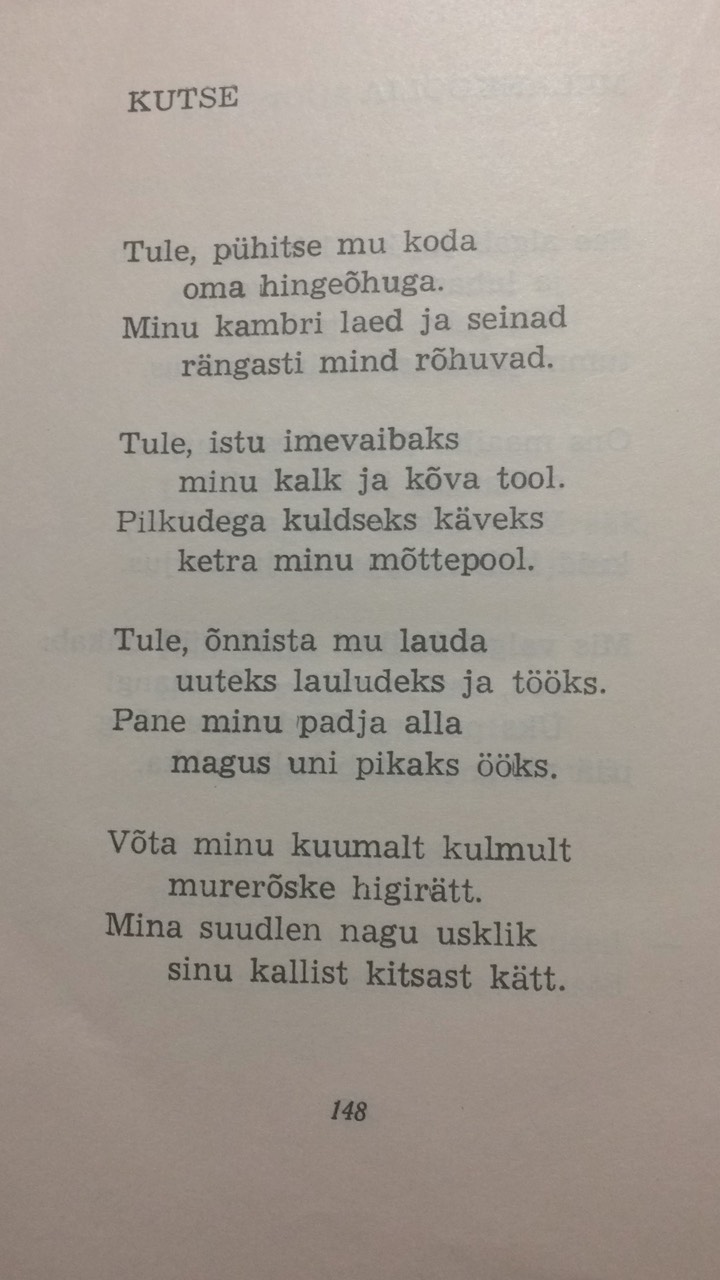 KUTSE
Tule, pühitse mu koda
oma hingeõhuga.
Minu kambri laed ja seinad
rängasti mind rõhuvad.
Tule, istu imevaibaks
minu kalk ja kõva tool.
Pilkudega kuldseks käveks
ketra minu mõttepool.
Tule, õnnista mu lauda
uuteks lauludeks ja tööks.
Pane minu padja alla
magus uni pikaks ööks.
Võta minu kuumalt kulmult
murerõske higirätt.
Mina suudlen nagu usklik
sinu kallist kitsast kätt.
148